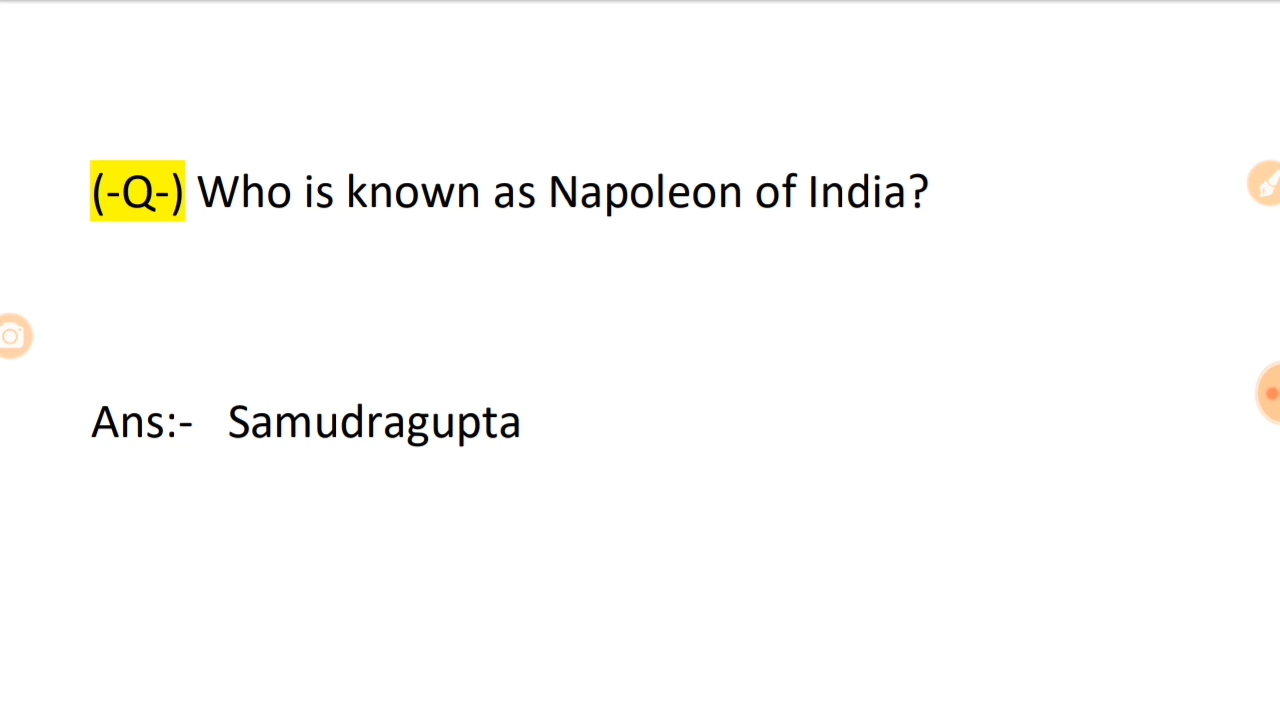 (-Q-) Who is known as Napoleon of India?
Ans:- Samudragupta